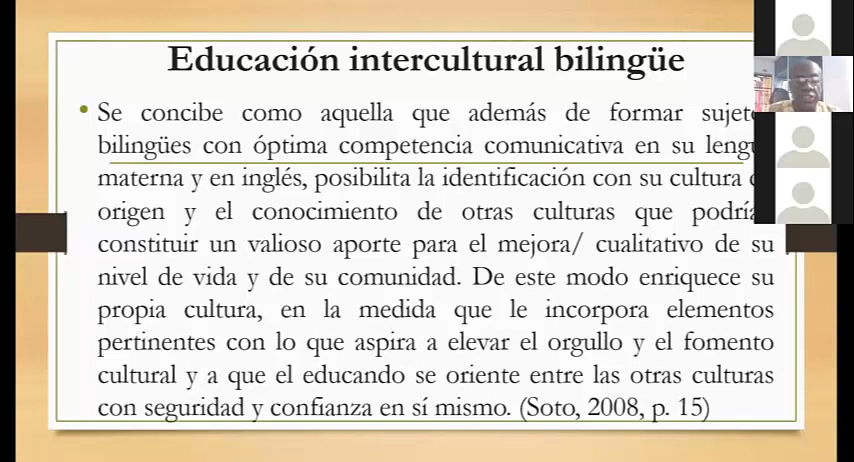 Educación intercultural bilingüe
• Se concibe como aquella que además de formar
bilingües con óptima competencia comunicativa en su
materna y en inglés, posibilita la identificación con su cultura
origen y el conocimiento de otras culturas que
constituir un valioso aporte para el mejora/ cualitativo de su
nivel de vida y de su comunidad. De este modo enriquece su
propia cultura, en la medida que le incorpora elementos
pertinentes con lo que aspira a elevar el orgullo y el fomento
cultural y a que el educando se oriente entre las otras culturas
con seguridad y confianza en sí mismo. (Soto, 2008, p. 15)